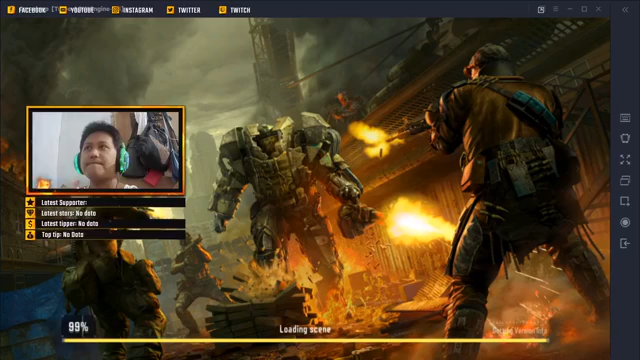 FACEBOOK YOUTUBE INSTAGRAM TWITTER TWITCH
Latest Supporter:
Latest stars: No data
Latest tipper: No data
Top tip: No Data
99%
Loading scene